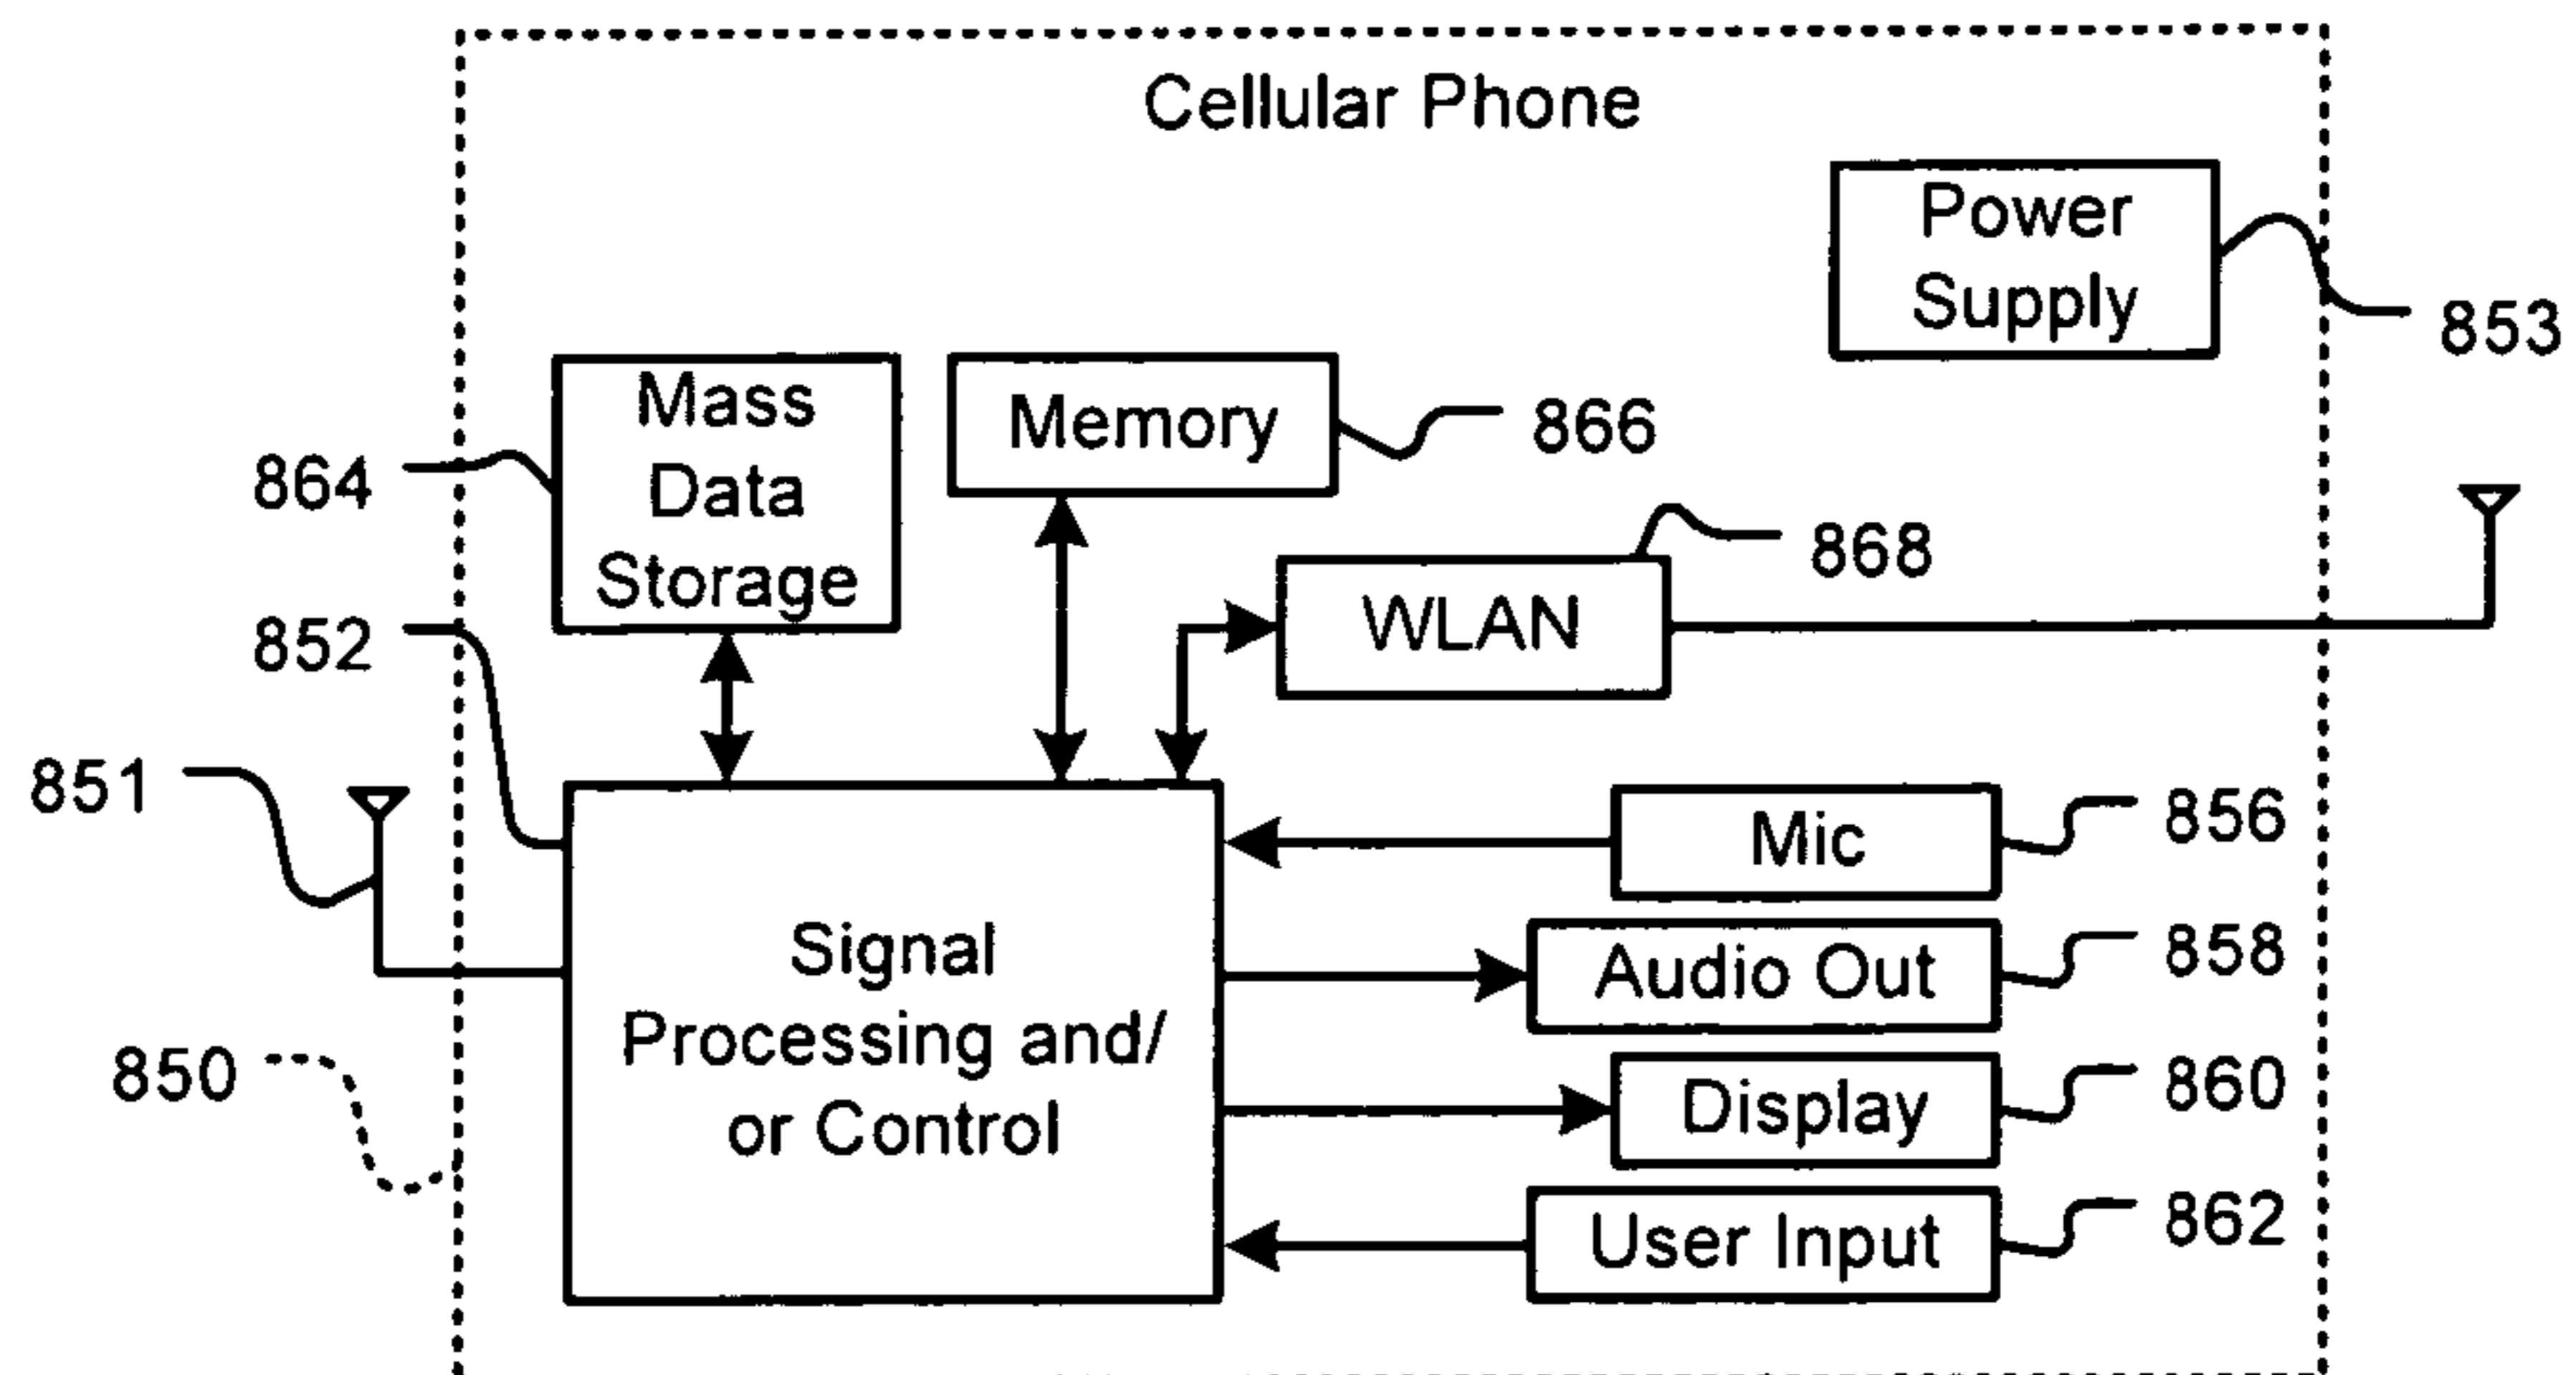 Cellular Phone
Power
Supply
853
Mass
Data
Storage
864
Memory
866
868
WLAN
852
851
Mic
856
Signal
Processing and/
or Control
Audio Out
858
850
Display
860
User Input
862